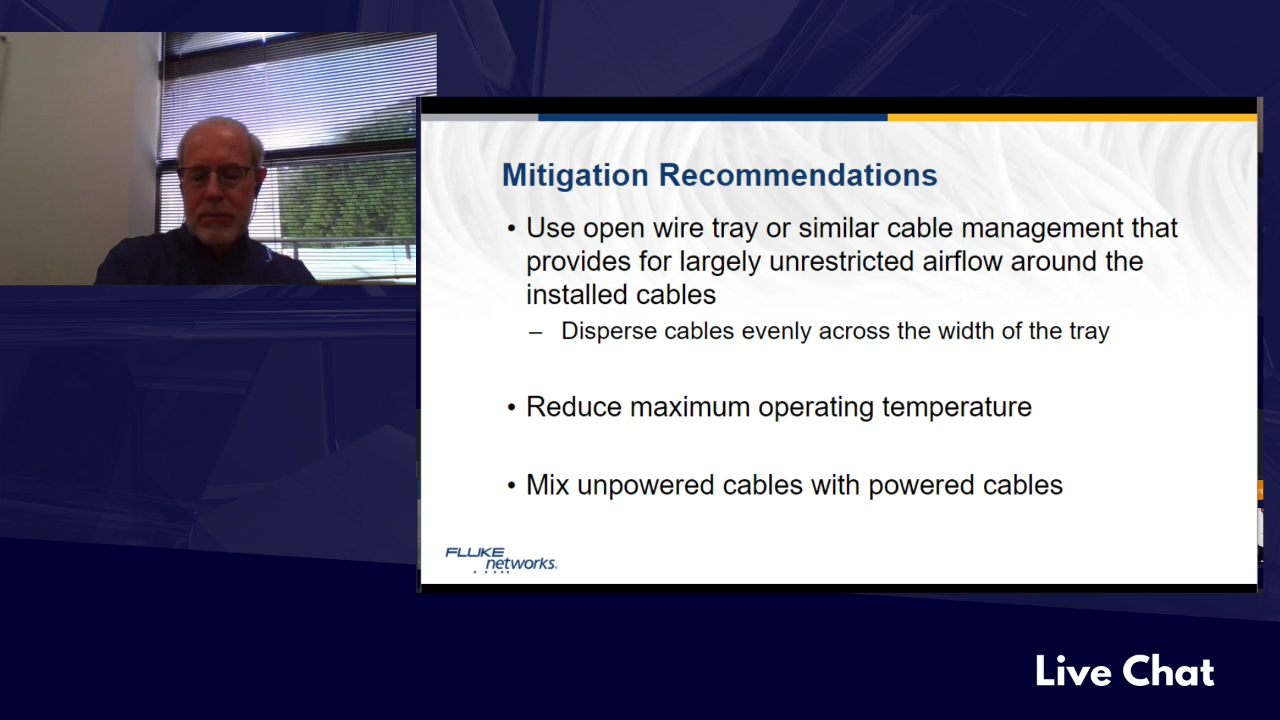 Mitigation Recommendations
• Use open wire tray or similar cable management that
provides for largely unrestricted airflow around the
installed cables
– Disperse cables evenly across the width of the tray
• Reduce maximum operating temperature
• Mix unpowered cables with powered cables
FLUKE
networks.
Live Chat